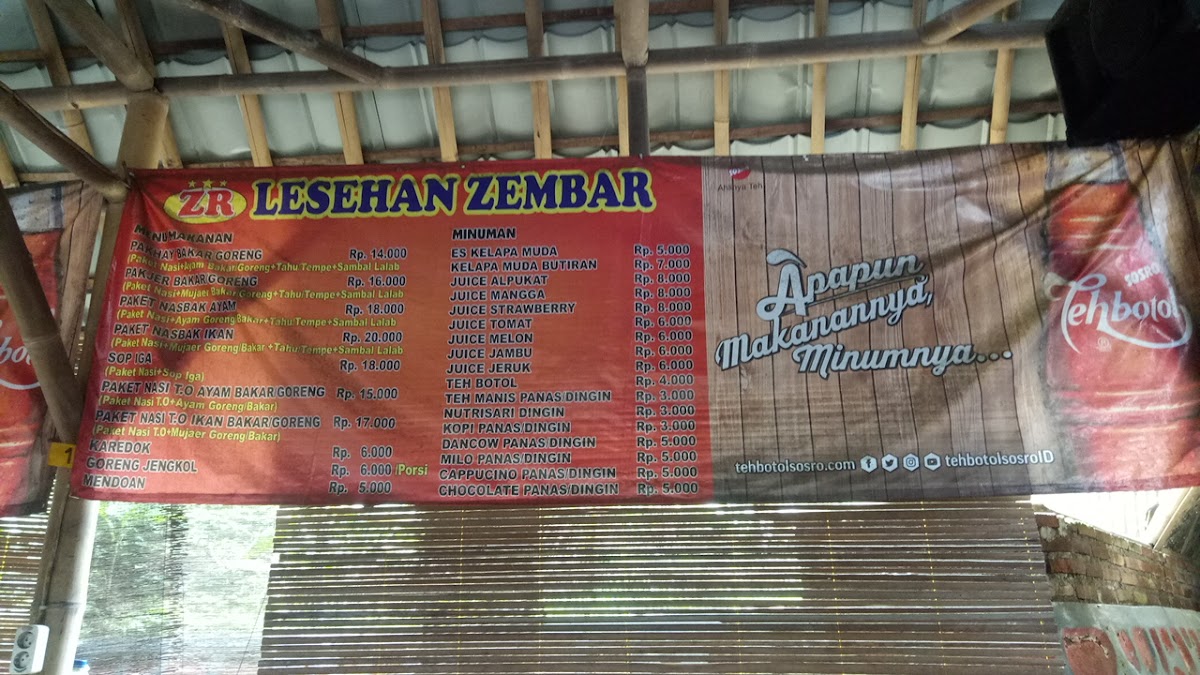 ZR LESEHAN ZEMBAR
MENU MAKANAN
PAKHAY BAKAR/GORENG Rp. 14.000
(Paket Nasi+Ayam Bakar/Goreng+Tahu/Tempe+Sambal Lalab
PAKJER BAKAR/GORENG Rp. 16.000
(Paket Nasi+Mujaer Bakar/Goreng+Tahu/Tempe+Sambal Lalab
PAKET NASBAK AYAM Rp. 18.000
(Paket Nasi+Ayam Goreng/Bakar+Tahu/Tempe+Sambal Lalab
PAKET NASBAK IKAN Rp. 20.000
(Paket Nasi+Mujaer Goreng/Bakar+Tahu/Tempe+Sambal Lalab
SOP IGA Rp. 18.000
(Paket Nasi+Sop Iga)
PAKET NASI T.O AYAM BAKAR/GORENG Rp. 15.000
(Paket Nasi T.O+Ayam Goreng/Bakar)
PAKET NASI T.O IKAN BAKAR/GORENG Rp. 17.000
(Paket Nasi T.O+Mujaer Goreng/Bakar)
KAREDOK Rp. 6.000
GORENG JENGKOL Rp. 6.000/Porsi
MENDOAN Rp. 5.000
MINUMAN
ES KELAPA MUDA Rp. 5.000
KELAPA MUDA BUTIRAN Rp. 7.000
JUICE ALPUKAT Rp. 8.000
JUICE MANGGA Rp. 8.000
JUICE STRAWBERRY Rp. 8.000
JUICE TOMAT Rp. 6.000
JUICE MELON Rp. 6.000
JUICE JAMBU Rp. 6.000
JUICE JERUK Rp. 6.000
TEH BOTOL Rp. 4.000
TEH MANIS PANAS/DINGIN Rp. 3.000
NUTRISARI DINGIN Rp. 3.000
KOPI PANAS/DINGIN Rp. 3.000
DANCOW PANAS/DINGIN Rp. 5.000
MILO PANAS/DINGIN Rp. 5.000
CAPPUCINO PANAS/DINGIN Rp. 5.000
CHOCOLATE PANAS/DINGIN Rp. 5.000
Ahlinya Teh
Apapun
Makanannya,
Minumnya...
tehbotolsosro.com tehbotolsosroID
SOSRO
Tehbotol
1